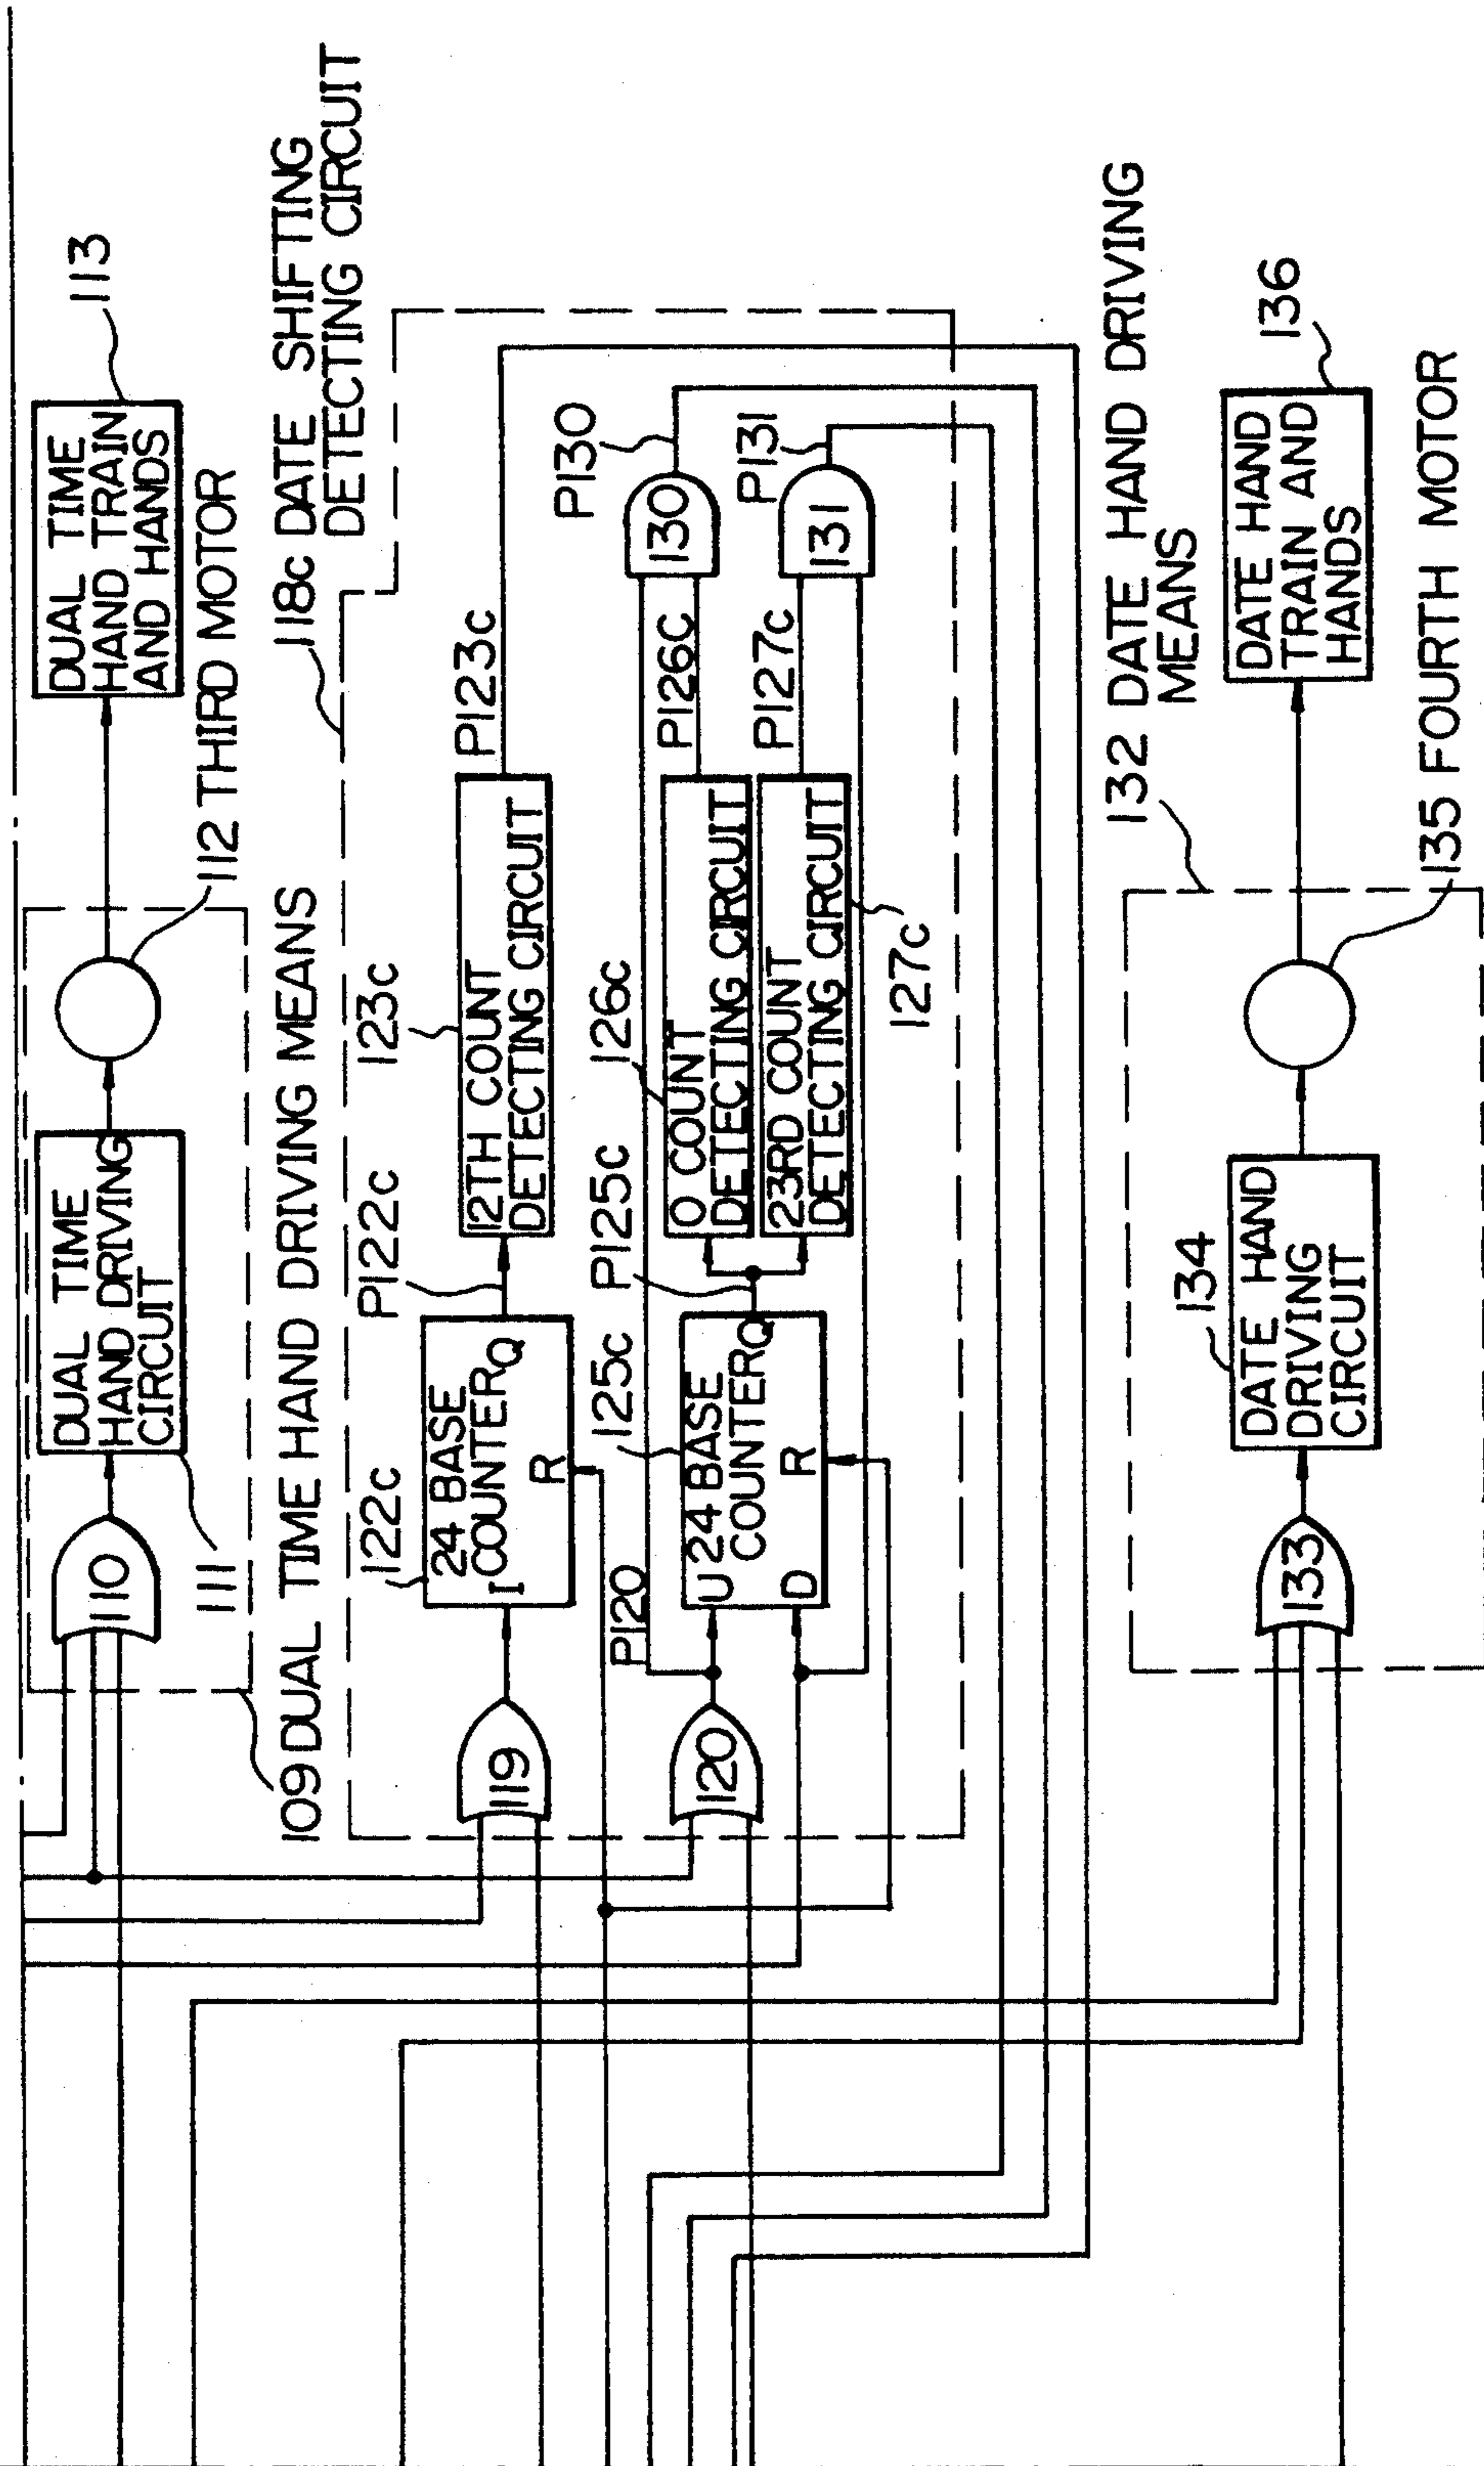 110
111
DUAL TIME
HAND DRIVING
CIRCUIT
112 THIRD MOTOR
DUAL TIME
HAND TRAIN
AND HANDS
113
109 DUAL TIME HAND DRIVING MEANS
118c DATE SHIFTING
DETECTING CIRCUIT
119
122c
24 BASE
COUNTER
I
Q
R
P122c
123c
12TH COUNT
DETECTING CIRCUIT
P123c
120
P120
125c
U 24 BASE
COUNTER
Q
D
R
P125c
126c
0 COUNT
DETECTING CIRCUIT
P126C
23RD COUNT
DETECTING CIRCUIT
127c
P127c
130
P130
131
P131
132 DATE HAND DRIVING
MEANS
133
134
DATE HAND
DRIVING
CIRCUIT
135 FOURTH MOTOR
DATE HAND
TRAIN AND
HANDS
136